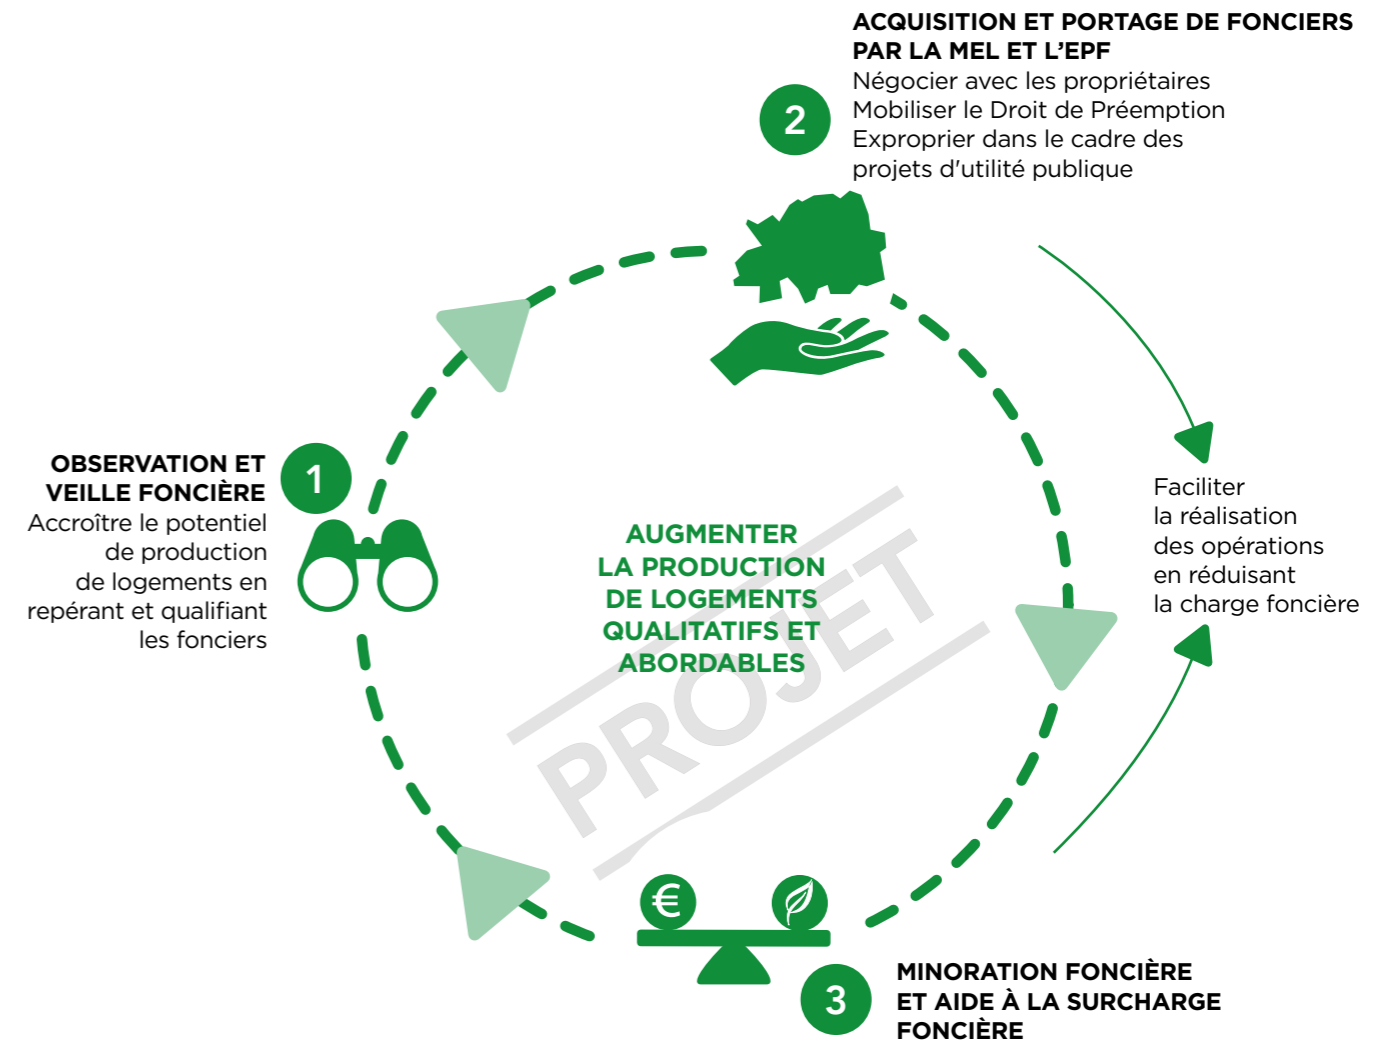 ACQUISITION ET PORTAGE DE FONCIERS
PAR LA MEL ET L’EPF
Négocier avec les propriétaires
Mobiliser le Droit de Préemption
Exproprier dans le cadre des
projets d'utilité publique
2
OBSERVATION ET
VEILLE FONCIÈRE
Accroître le potentiel
de production
de logements en
repérant et qualifiant
les fonciers
1
AUGMENTER
LA PRODUCTION
DE LOGEMENTS
QUALITATIFS ET
ABORDABLES
PROJET
Faciliter
la réalisation
des opérations
en réduisant
la charge foncière
€
3
MINORATION FONCIÈRE
ET AIDE À LA SURCHARGE
FONCIÈRE